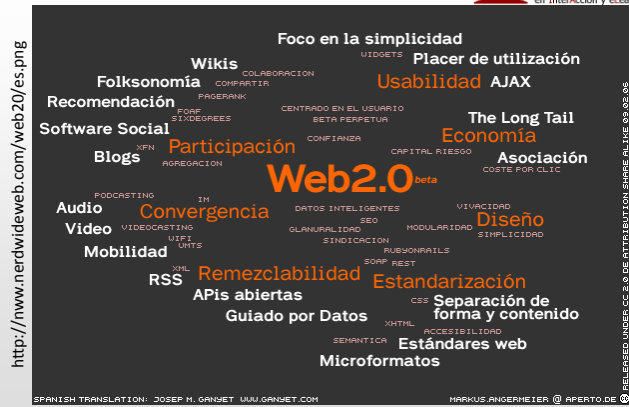 en InterAcción y eLea
http://www.nerdwideweb.com/web20/es.png
Foco en la simplicidad
WIDGETS
Wikis
Placer de utilización
COLABORACION
Folksonomía
COMPARTIR
Usabilidad AJAX
PAGERANK
Recomendación
FOAF
CENTRADO EN EL USUARIO
SIXDEGREES
BETA PERPETUA
The Long Tail
Software Social
Economía
CONFIANZA
XFN
Participación
CAPITAL RIESGO
Blogs
Asociación
AGREGACION
COSTE POR CLIC
Web2.0 beta
PODCASTING
IM
VIVACIDAD
Audio
Convergencia
DATOS INTELIGENTES
Diseño
SEO
Video
VIDEOCASTING
GLANURALIDAD
MODULARIDAD
SIMPLICIDAD
WIFI
SINDICACION
UMTS
Mobilidad
RUBYONRAILS
SOAP
REST
XML
RSS
Remezclabilidad
Estandarización
APis abiertas
CSS
Separación de
forma y contenido
Guiado por Datos
XHTML
ACCESIBILIDAD
SEMANTICA
Estándares web
Microformatos
SPANISH TRANSLATION: JOSEP M. GANYET WWW.GANYET.COM
MARKUS.ANGERMEIER @ APERTO.DE
RELEASED UNDER CC 2.0 DE ATTRIBUTION SHARE ALIKE 09.02.06